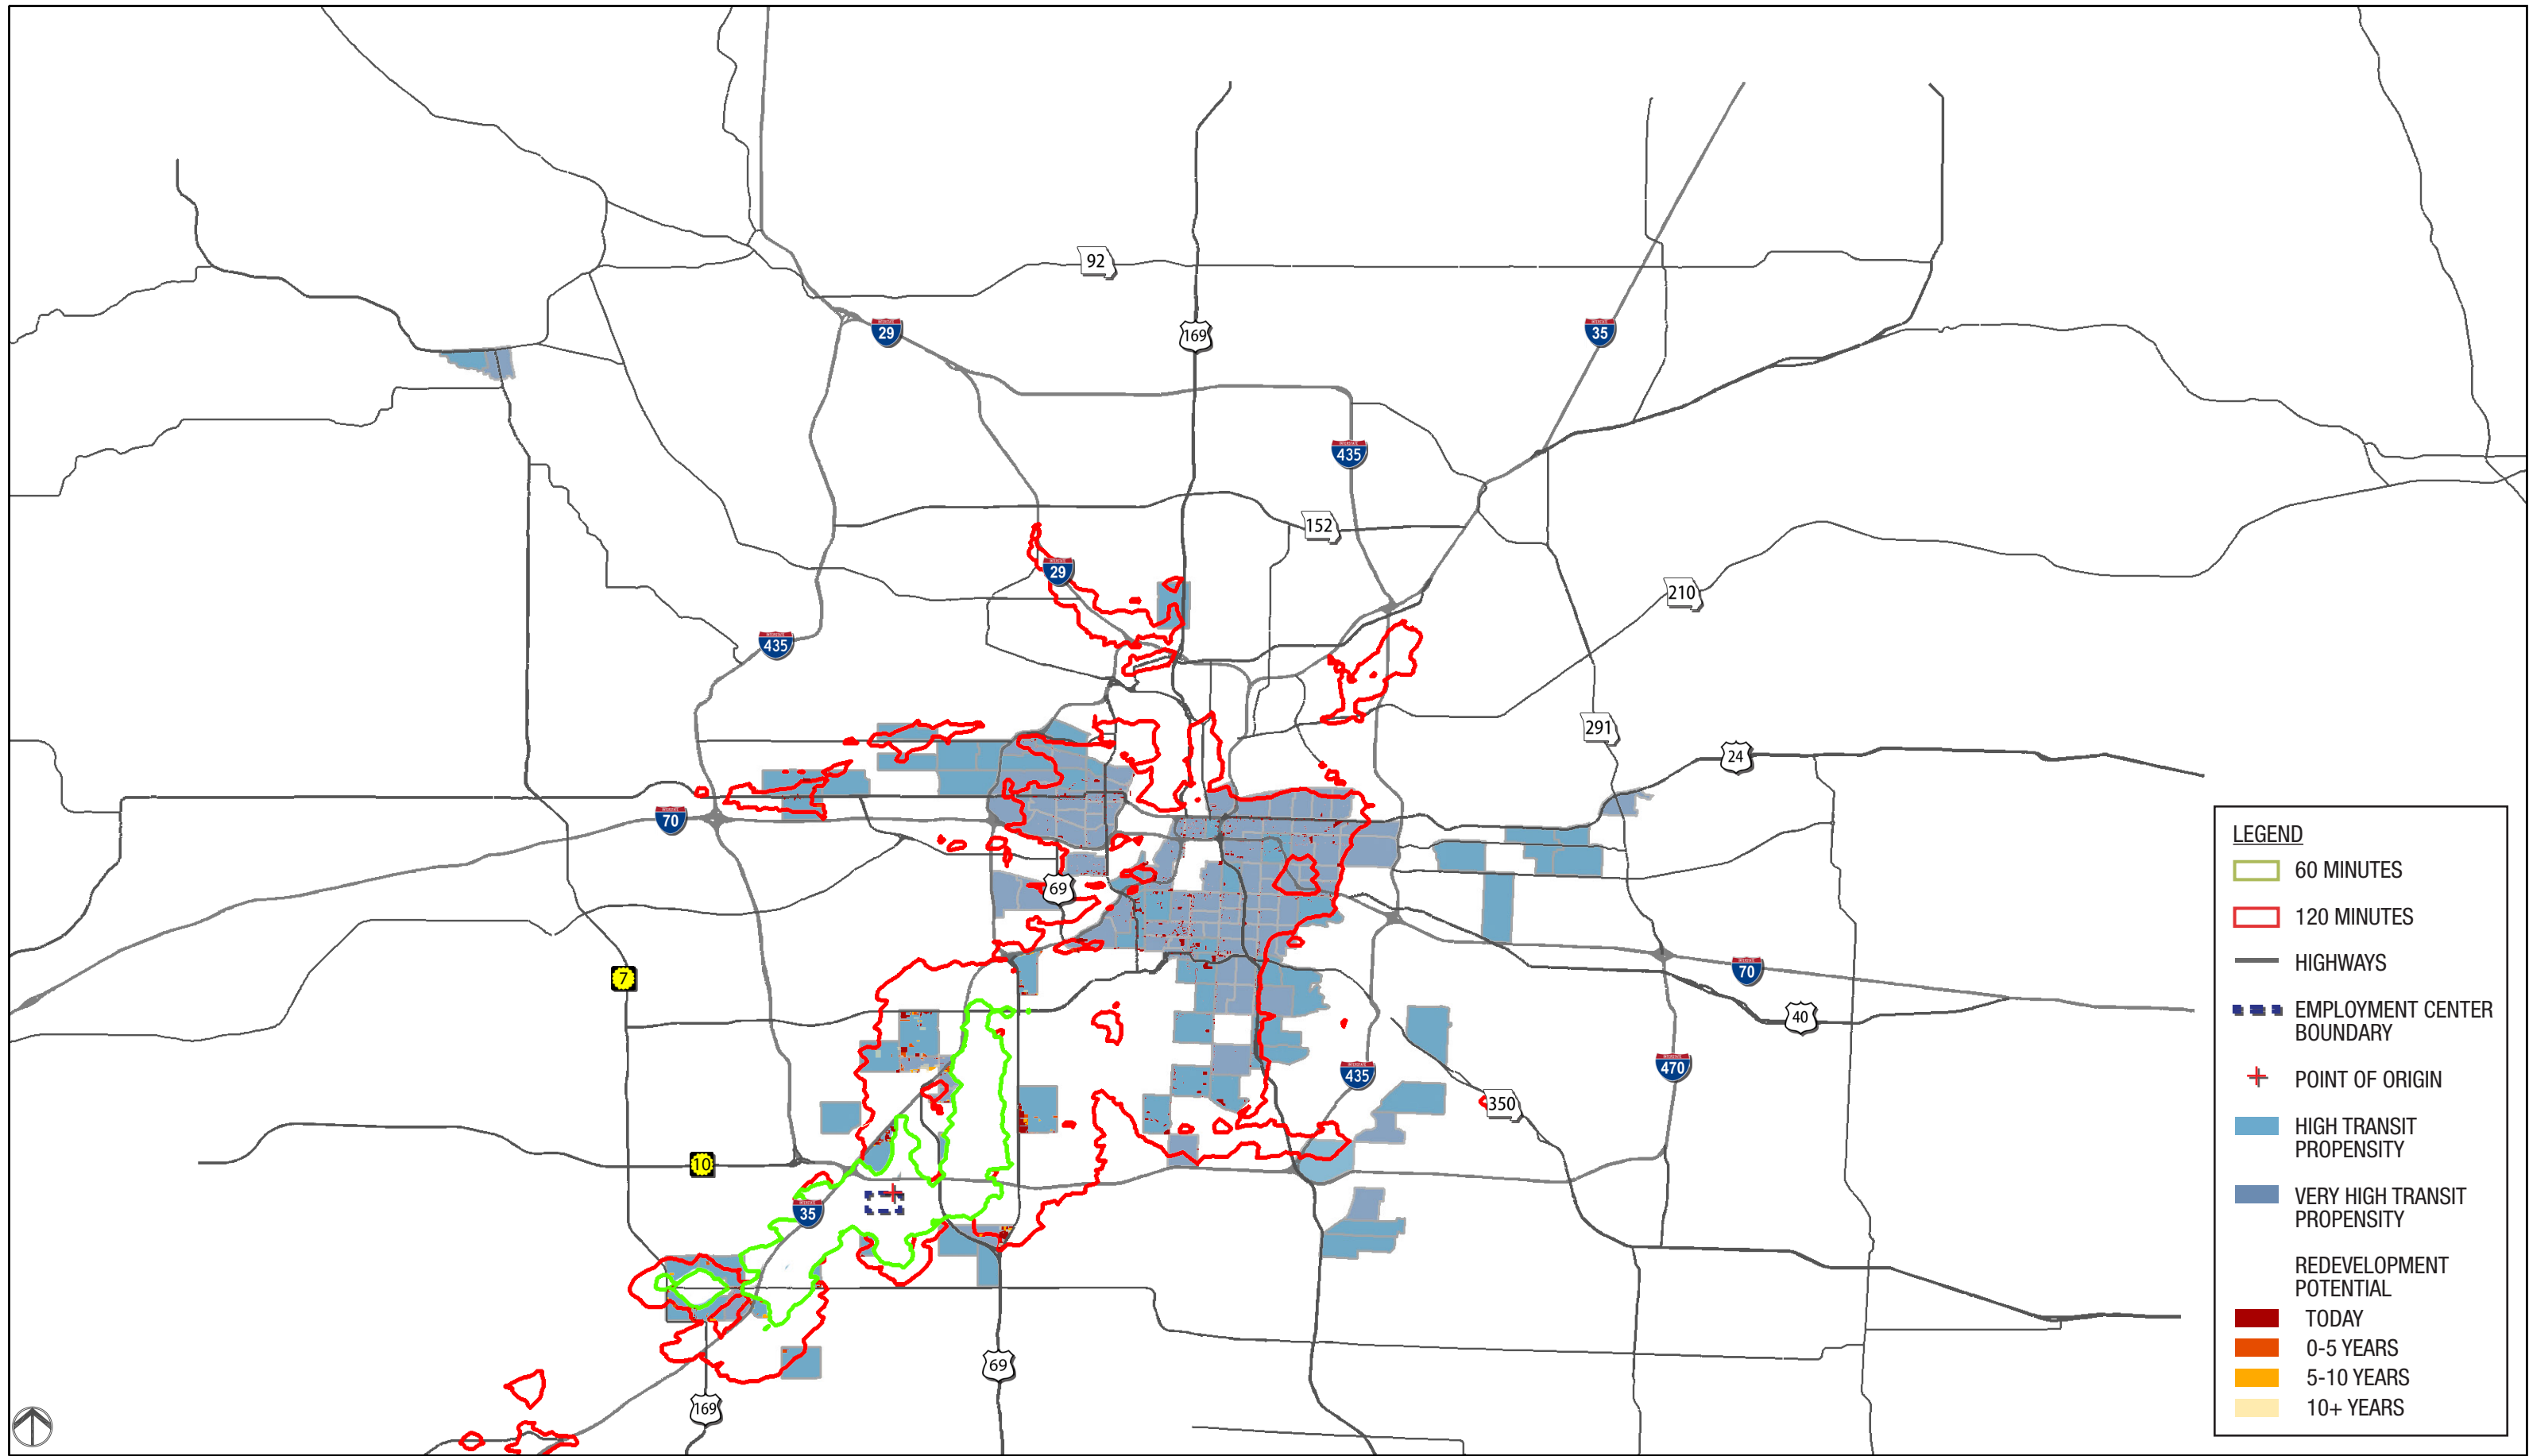 92
29
169
35
435
152
29
210
435
291
24
70
69
7
70
40
435
470
350
10
35
69
169
LEGEND
60 MINUTES
120 MINUTES
HIGHWAYS
EMPLOYMENT CENTER
BOUNDARY
POINT OF ORIGIN
HIGH TRANSIT
PROPENSITY
VERY HIGH TRANSIT
PROPENSITY
REDEVELOPMENT
POTENTIAL
TODAY
0-5 YEARS
5-10 YEARS
10+ YEARS